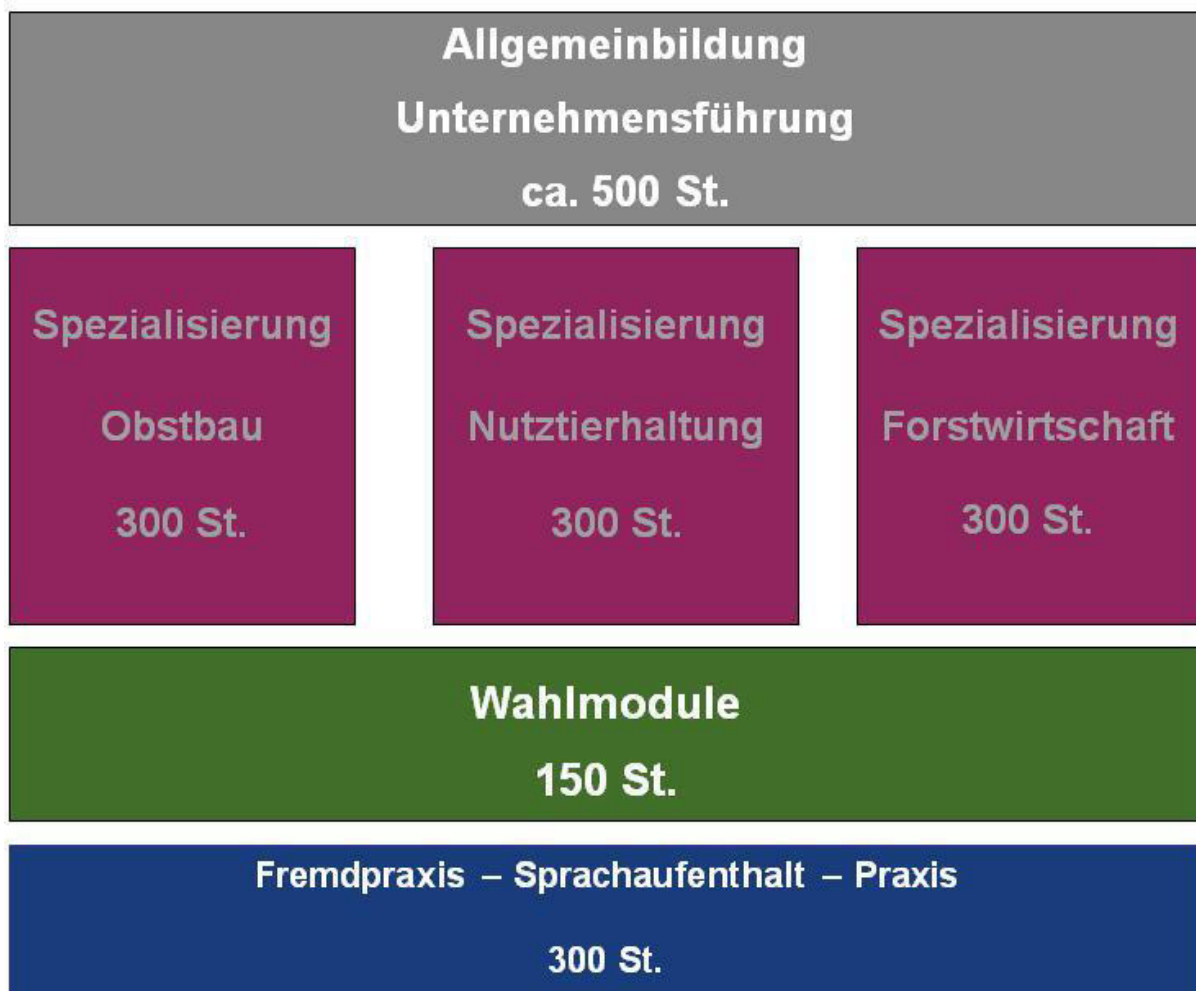 Allgemeinbildung
Unternehmensführung
ca. 500 St.
Spezialisierung
Obstbau
300 St.
Spezialisierung
Nutztierhaltung
300 St.
Spezialisierung
Forstwirtschaft
300 St.
Wahlmodule
150 St.
Fremdpraxis – Sprachaufenthalt – Praxis
300 St.